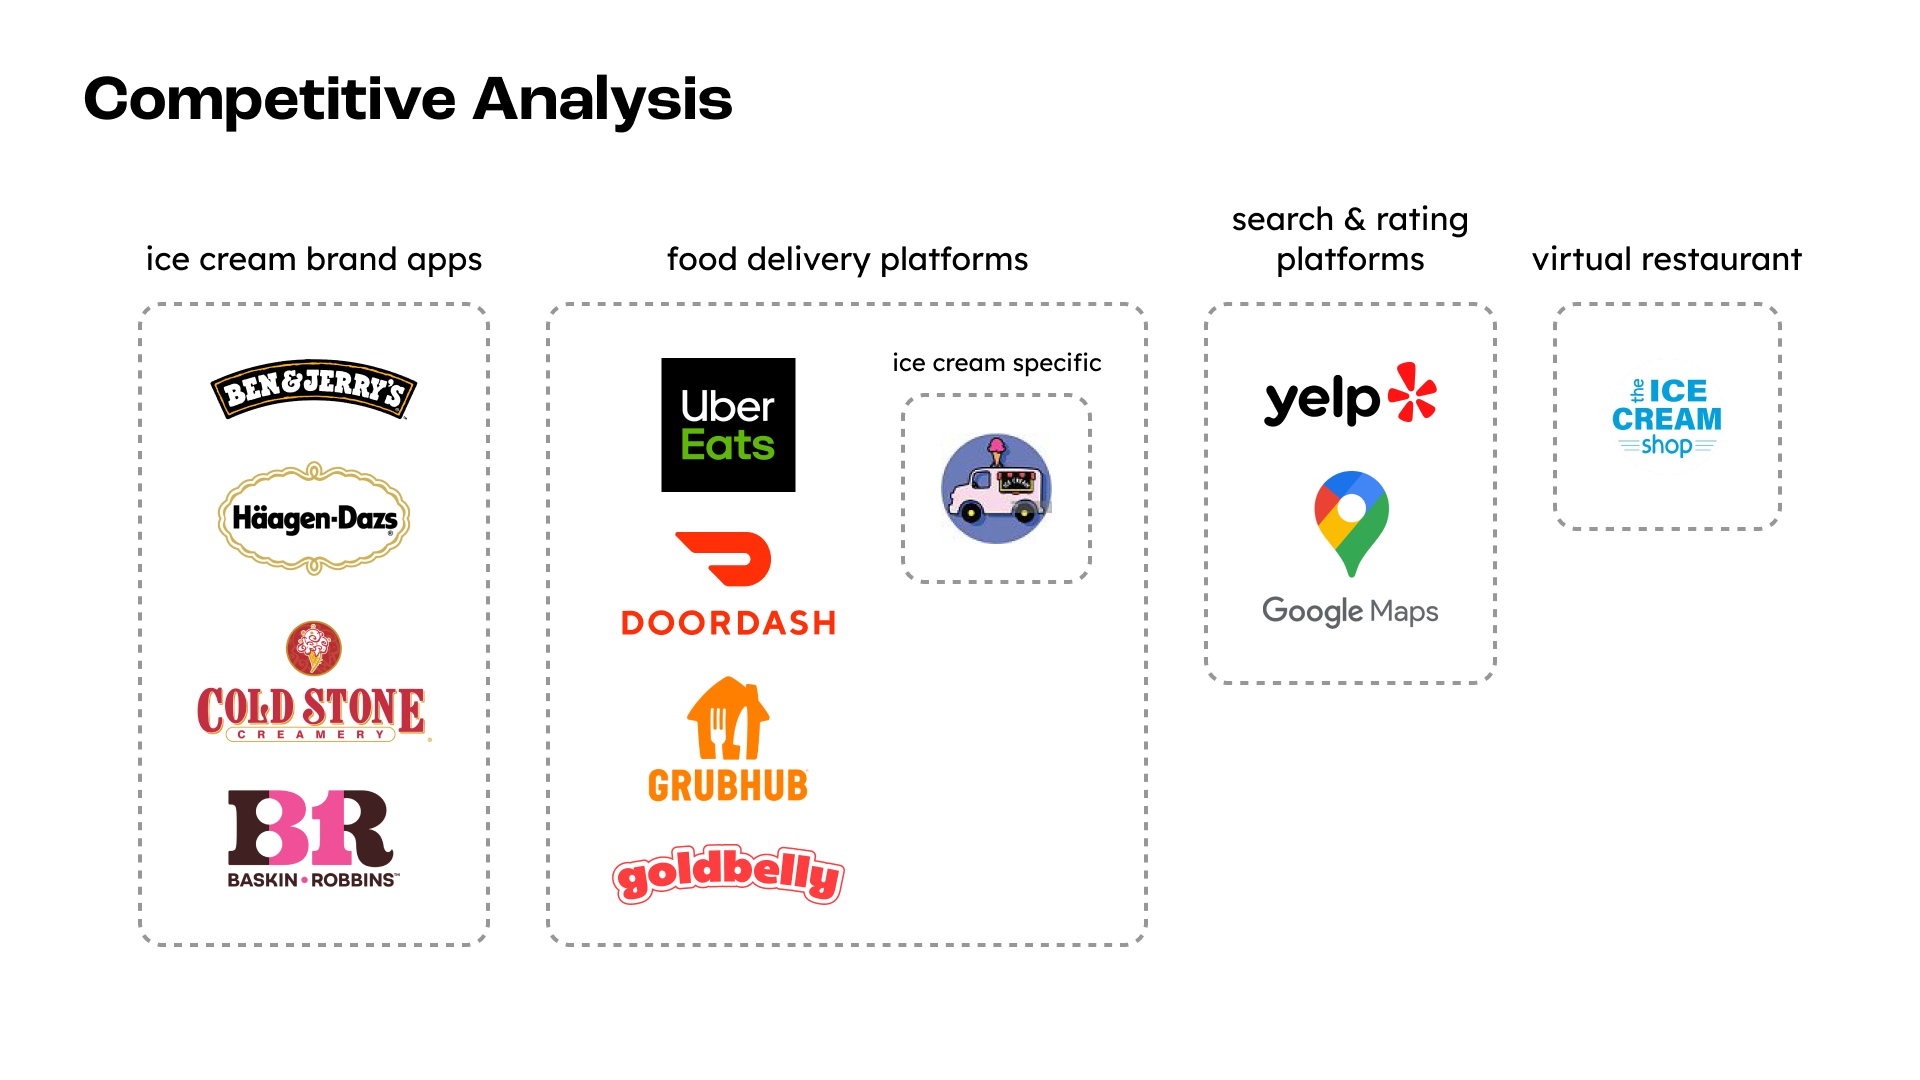 Competitive Analysis
ice cream brand apps
BEN & JERRY'S
Häagen-Dazs
COLD STONE
CREAMERY
BR
BASKIN • ROBBINS
food delivery platforms
Uber
Eats
DOORDASH
GRUBHUB
goldbelly
ice cream specific
ICE CREAM
search & rating
platforms
yelp
Google Maps
virtual restaurant
the ICE
CREAM
shop